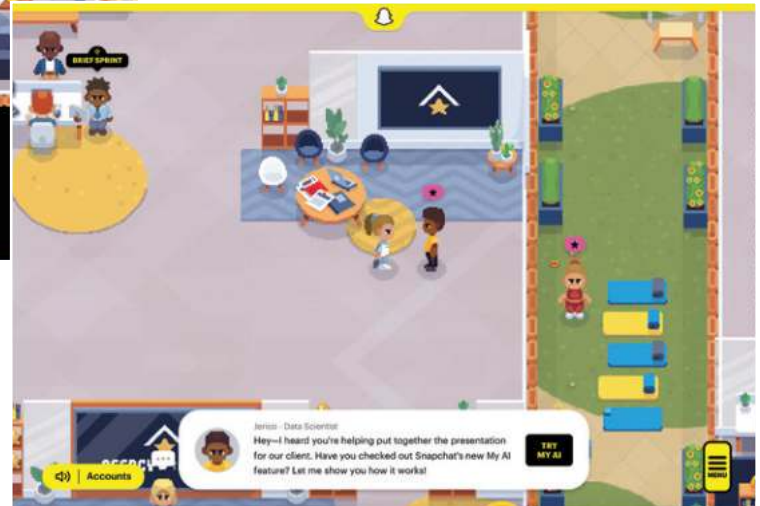 BRIEF SPRINT
Jerico - Data Scientist
Hey—I heard you're helping put together the presentation
for our client. Have you checked out Snapchat's new My AI
feature? Let me show you how it works!
TRY
MY AI
Accounts
MENU